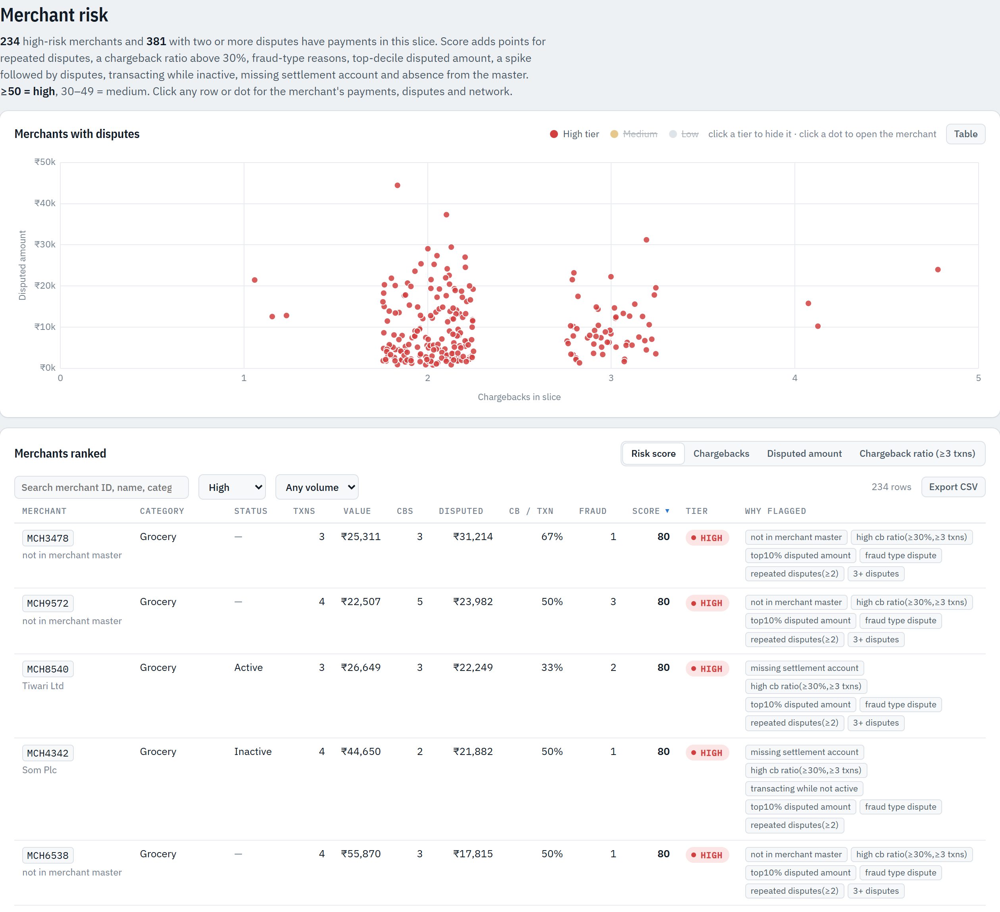 Merchant risk
234 high-risk merchants and 381 with two or more disputes have payments in this slice. Score adds points for
repeated disputes, a chargeback ratio above 30%, fraud-type reasons, top-decile disputed amount, a spike
followed by disputes, transacting while inactive, missing settlement account and absence from the master.
≥50 = high, 30–49 = medium. Click any row or dot for the merchant's payments, disputes and network.
Merchants with disputes
High tier Medium Low click a tier to hide it · click a dot to open the merchant Table
Disputed amount
₹50k
₹40k
₹30k
₹20k
₹10k
₹0k
0 1 2 3 4 5
Chargebacks in slice
Merchants ranked
Risk score Chargebacks Disputed amount Chargeback ratio (≥3 txns)
Search merchant ID, name, categ High Any volume 234 rows Export CSV
MERCHANT CATEGORY STATUS TXNS VALUE CBS DISPUTED CB / TXN FRAUD SCORE ▼ TIER WHY FLAGGED
MCH3478 Grocery — 3 ₹25,311 3 ₹31,214 67% 1 80 HIGH not in merchant master high cb ratio(≥30%,≥3 txns)
not in merchant master top10% disputed amount fraud type dispute
repeated disputes(≥2) 3+ disputes
MCH9572 Grocery — 4 ₹22,507 5 ₹23,982 50% 3 80 HIGH not in merchant master high cb ratio(≥30%,≥3 txns)
not in merchant master top10% disputed amount fraud type dispute
repeated disputes(≥2) 3+ disputes
MCH8540 Grocery Active 3 ₹26,649 3 ₹22,249 33% 2 80 HIGH missing settlement account
Tiwari Ltd high cb ratio(≥30%,≥3 txns)
top10% disputed amount fraud type dispute
repeated disputes(≥2) 3+ disputes
MCH4342 Grocery Inactive 4 ₹44,650 2 ₹21,882 50% 1 80 HIGH missing settlement account
Som Plc high cb ratio(≥30%,≥3 txns)
transacting while not active
top10% disputed amount fraud type dispute
repeated disputes(≥2)
MCH6538 Grocery — 4 ₹55,870 3 ₹17,815 50% 1 80 HIGH not in merchant master high cb ratio(≥30%,≥3 txns)
not in merchant master top10% disputed amount fraud type dispute
repeated disputes(≥2) 3+ disputes